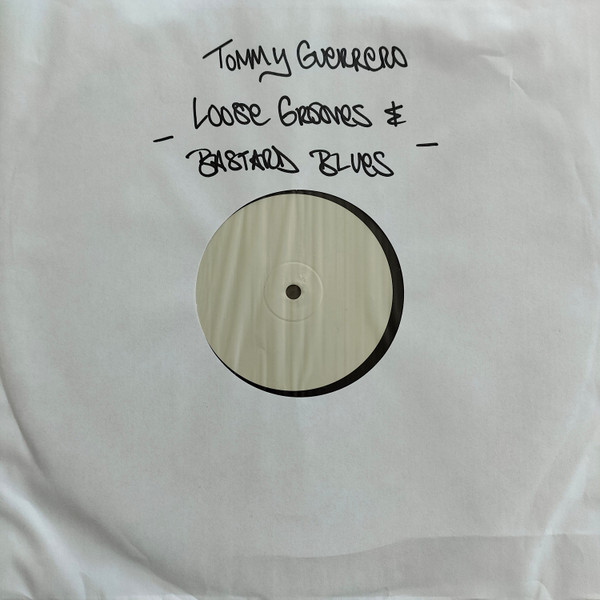 TOMMY GUERRERO
LOOSE GROOVES &
- BASTARD BLUES -